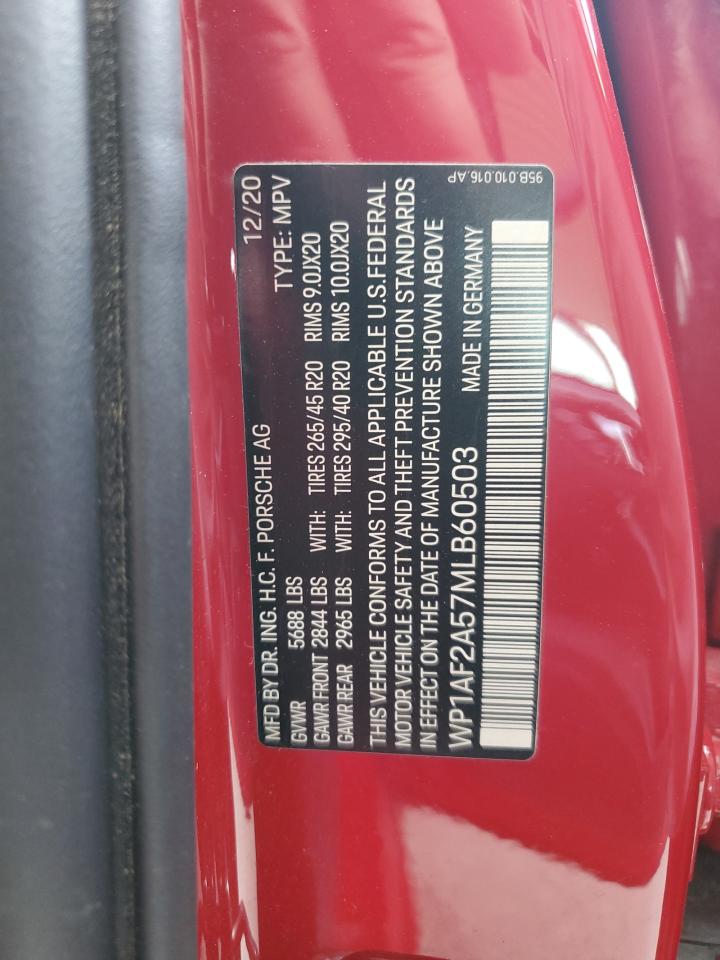 MFD BY DR. ING. H.C. F. PORSCHE AG 12/20
GVWR 5688 LBS TYPE: MPV
GAWR FRONT 2844 LBS WITH: TIRES 265/45 R20 RIMS 9.0JX20
GAWR REAR 2965 LBS WITH: TIRES 295/40 R20 RIMS 10.0JX20
THIS VEHICLE CONFORMS TO ALL APPLICABLE U.S. FEDERAL
MOTOR VEHICLE SAFETY AND THEFT PREVENTION STANDARDS
IN EFFECT ON THE DATE OF MANUFACTURE SHOWN ABOVE
WP1AF2A57MLB60503 MADE IN GERMANY
95B.010.016.AP